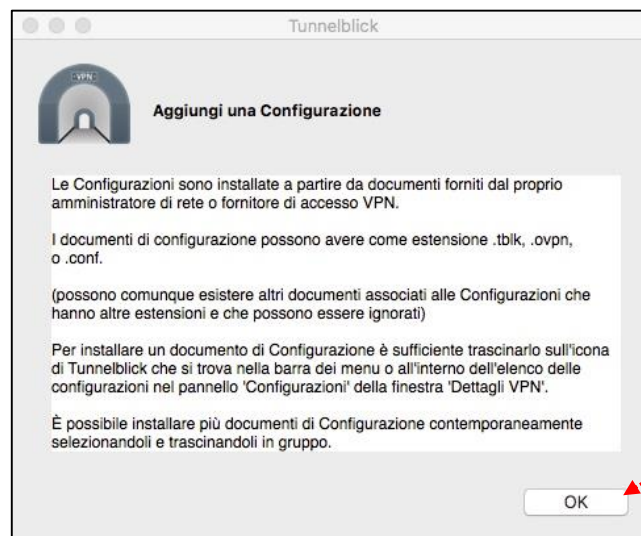 Tunnelblick
VPN
Aggiungi una Configurazione
Le Configurazioni sono installate a partire da documenti forniti dal proprio
amministratore di rete o fornitore di accesso VPN.
I documenti di configurazione possono avere come estensione .tblk, .ovpn,
o .conf.
(possono comunque esistere altri documenti associati alle Configurazioni che
hanno altre estensioni e che possono essere ignorati)
Per installare un documento di Configurazione è sufficiente trascinarlo sull'icona
di Tunnelblick che si trova nella barra dei menu o all'interno dell'elenco delle
configurazioni nel pannello 'Configurazioni' della finestra 'Dettagli VPN'.
È possibile installare più documenti di Configurazione contemporaneamente
selezionandoli e trascinandoli in gruppo.
OK